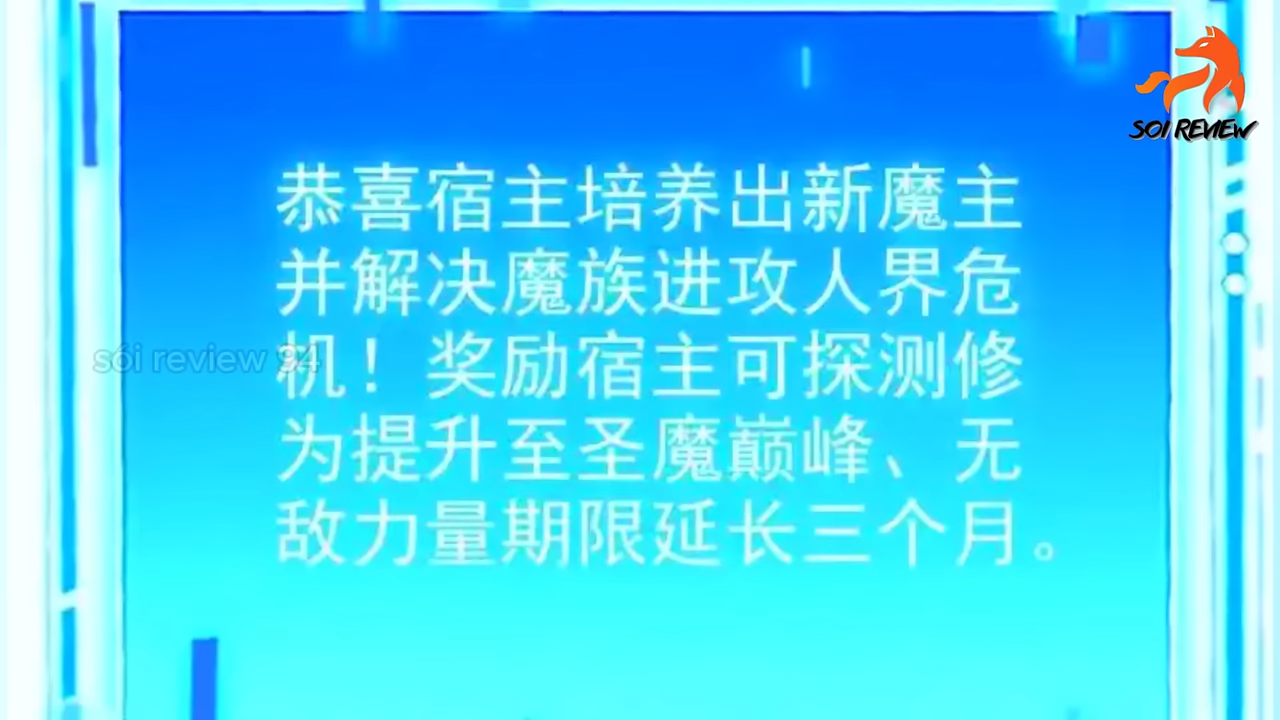 SOI REVIEW
恭喜宿主培养出新魔主
并解决魔族进攻人界危
机！奖励宿主可探测修
为提升至圣魔巅峰、无
敌力量期限延长三个月。
sói review 94